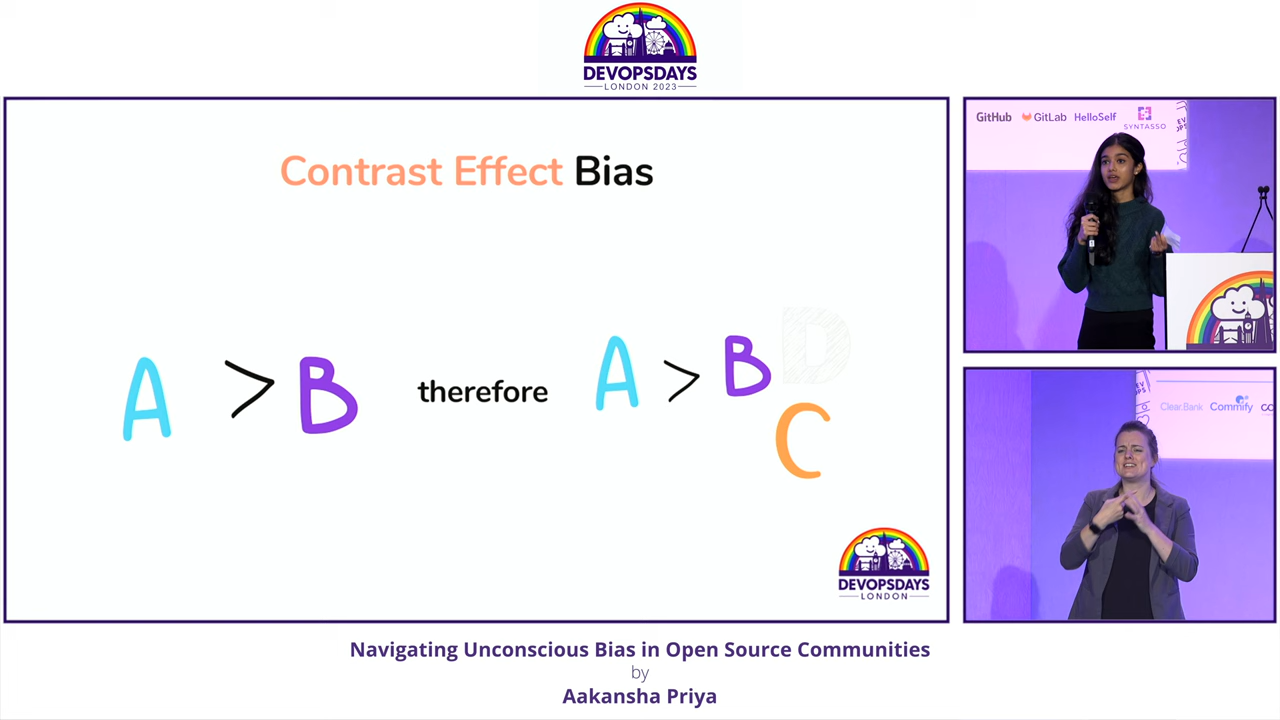 DEVOPSDAYS
LONDON 2023
Contrast Effect Bias
A > B therefore A > B D
C
DEVOPSDAYS
LONDON
GitHub GitLab HelloSelf SYNTASSO
Clear.Bank Commify
Navigating Unconscious Bias in Open Source Communities
by
Aakansha Priya